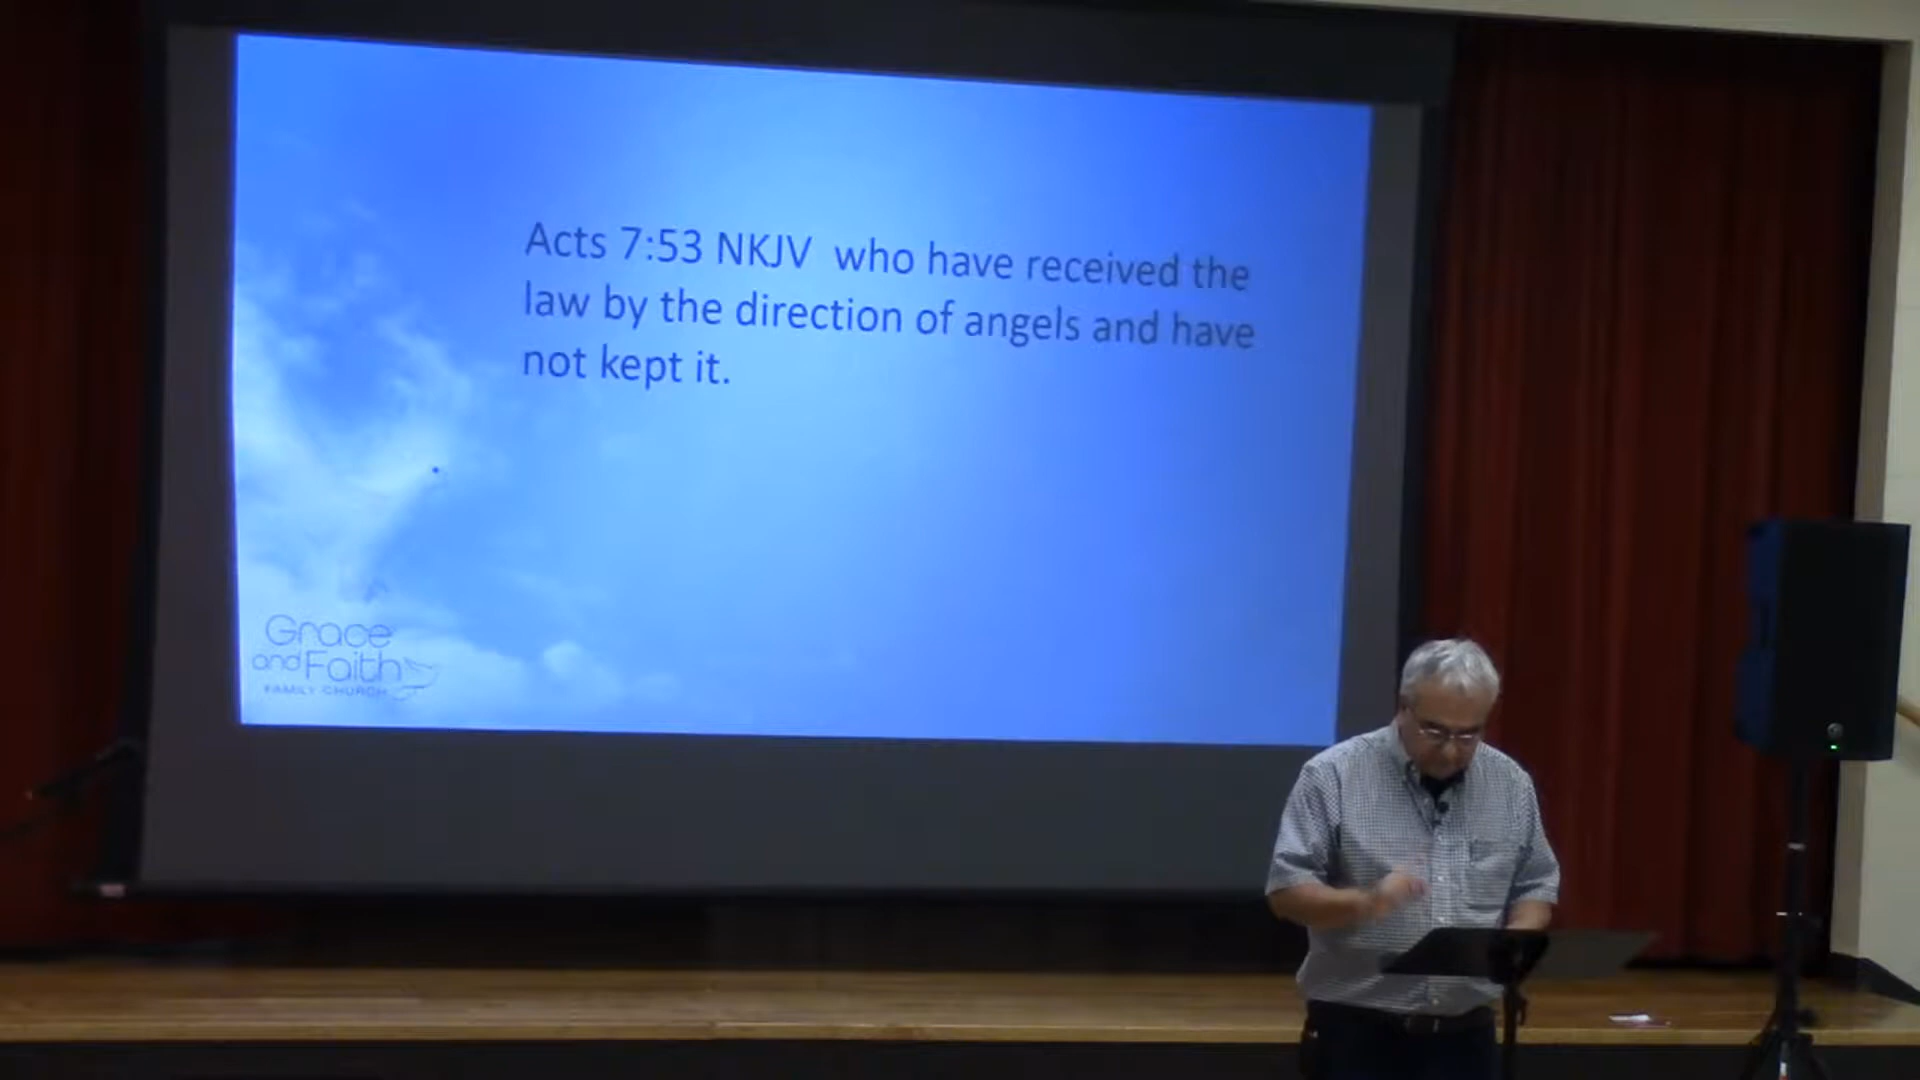 Acts 7:53 NKJV who have received the
law by the direction of angels and have
not kept it.
Grace
and Faith
FAMILY CHURCH